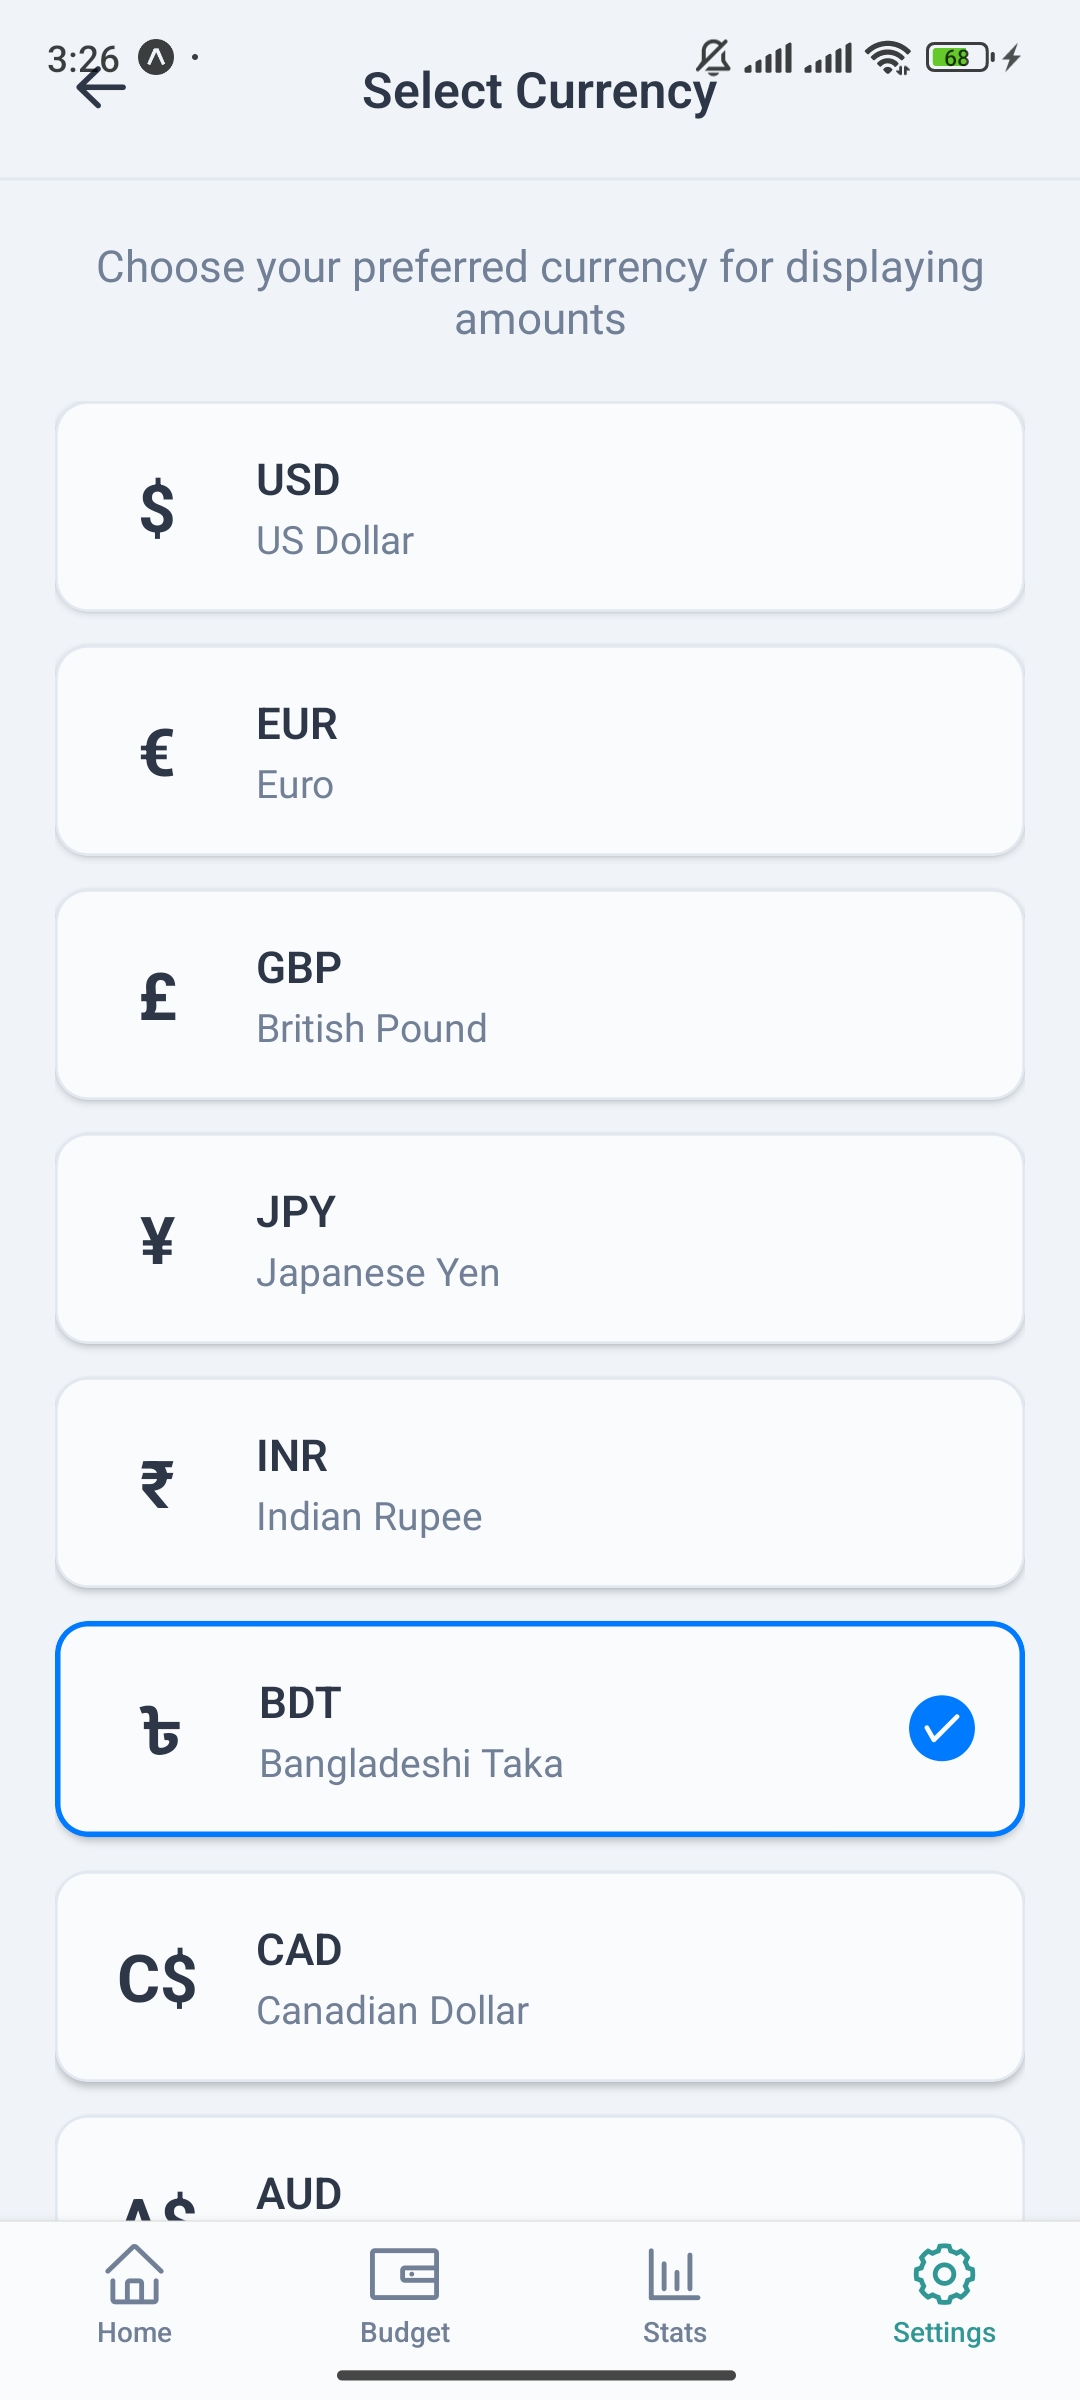 3:26
68
Select Currency
Choose your preferred currency for displaying
amounts
$
USD
US Dollar
€
EUR
Euro
£
GBP
British Pound
¥
JPY
Japanese Yen
₹
INR
Indian Rupee
৳
BDT
Bangladeshi Taka
C$
CAD
Canadian Dollar
A$
AUD
Home
Budget
Stats
Settings